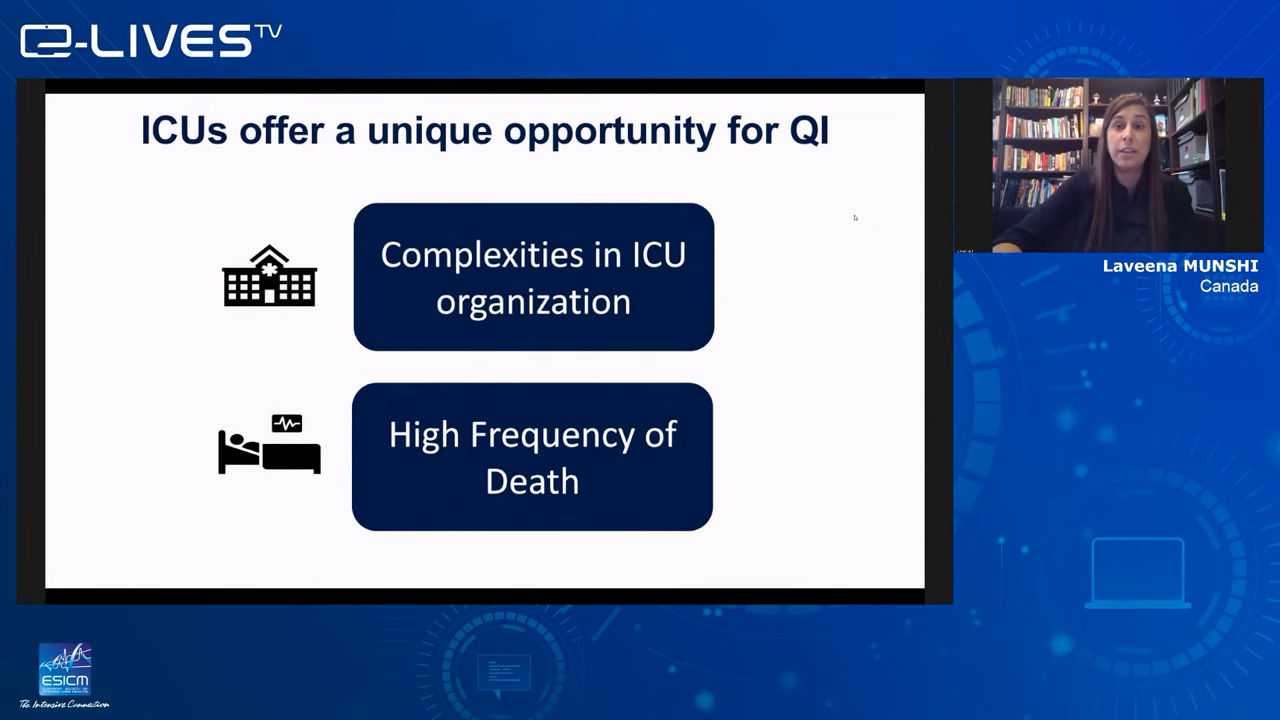 e-LIVES TV
ICUs offer a unique opportunity for QI
Complexities in ICU
organization
High Frequency of
Death
Laveena MUNSHI
Canada
ESICM
The Intensive Connection